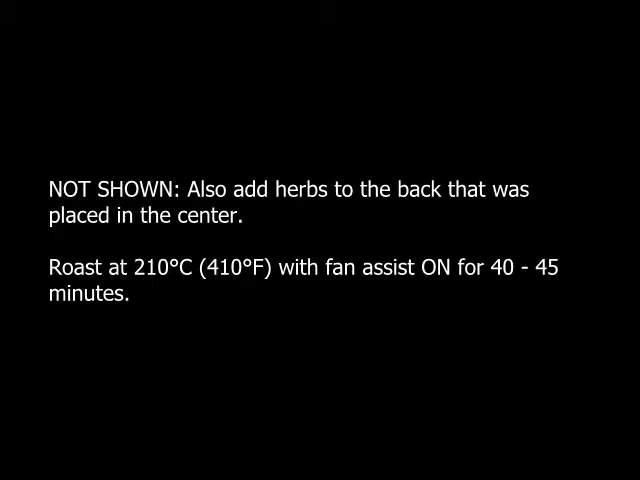 NOT SHOWN: Also add herbs to the back that was
placed in the center.
Roast at 210°C (410°F) with fan assist ON for 40 - 45
minutes.